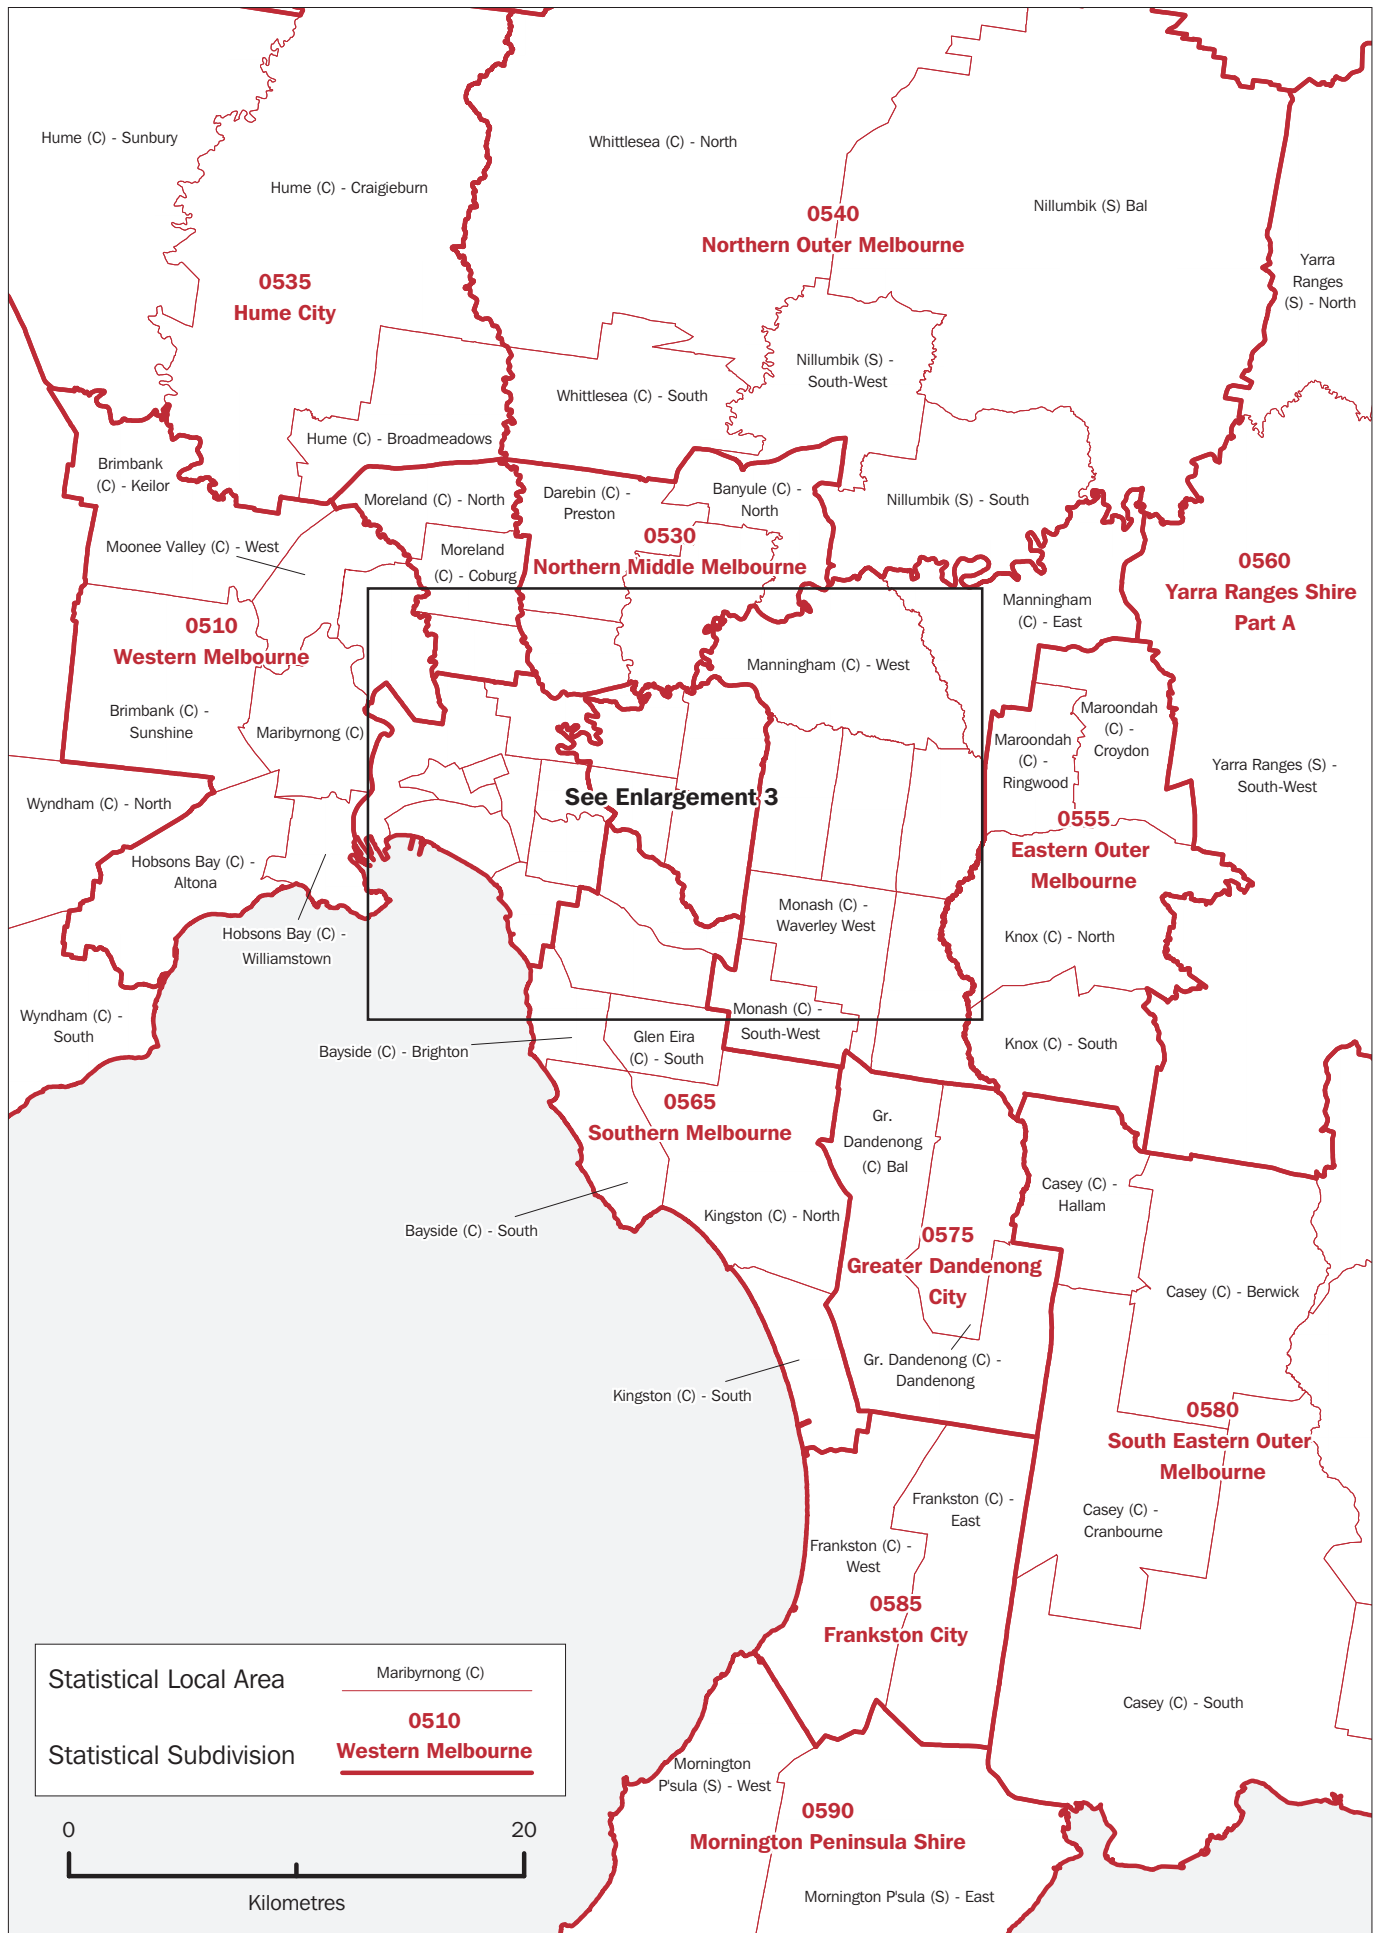 Hume (C) - Sunbury
Whittlesea (C) - North
Hume (C) - Craigieburn
Nillumbik (S) Bal
0540
Northern Outer Melbourne
Yarra
Ranges
(S) - North
0535
Hume City
Nillumbik (S) -
South-West
Whittlesea (C) - South
Hume (C) - Broadmeadows
Brimbank
(C) - Keilor
Moreland (C) - North
Darebin (C) -
Preston
Banyule (C) -
North
Nillumbik (S) - South
0530
Northern Middle Melbourne
Moonee Valley (C) - West
Moreland
(C) - Coburg
0560
Yarra Ranges Shire
Part A
Manningham
(C) - East
0510
Western Melbourne
Manningham (C) - West
Brimbank (C) -
Sunshine
Maribyrnong (C)
Maroondah
(C) -
Croydon
Maroondah
(C) -
Ringwood
Yarra Ranges (S) -
South-West
Wyndham (C) - North
See Enlargement 3
0555
Eastern Outer
Melbourne
Hobsons Bay (C) -
Altona
Hobsons Bay (C) -
Williamstown
Monash (C) -
Waverley West
Knox (C) - North
Wyndham (C) -
South
Monash (C) -
South-West
Bayside (C) - Brighton
Glen Eira
(C) - South
Knox (C) - South
0565
Southern Melbourne
Gr.
Dandenong
(C) Bal
Casey (C) -
Hallam
Bayside (C) - South
Kingston (C) - North
0575
Greater Dandenong
City
Casey (C) - Berwick
Gr. Dandenong (C) -
Dandenong
Kingston (C) - South
0580
South Eastern Outer
Melbourne
Frankston (C) -
East
Casey (C) -
Cranbourne
Frankston (C) -
West
0585
Frankston City
Statistical Local Area
Maribyrnong (C)
0510
Western Melbourne
Statistical Subdivision
Casey (C) - South
Mornington
P'sula (S) - West
0590
Mornington Peninsula Shire
0
20
Kilometres
Mornington P'sula (S) - East